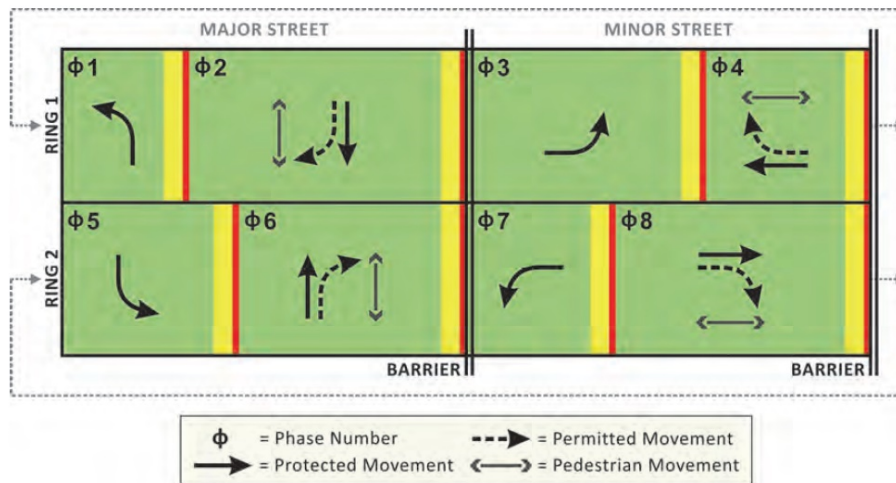 MAJOR STREET MINOR STREET
Φ1 Φ2 Φ3 Φ4
RING 1
Φ5 Φ6 Φ7 Φ8
RING 2
BARRIER BARRIER
Φ = Phase Number = Permitted Movement
= Protected Movement = Pedestrian Movement